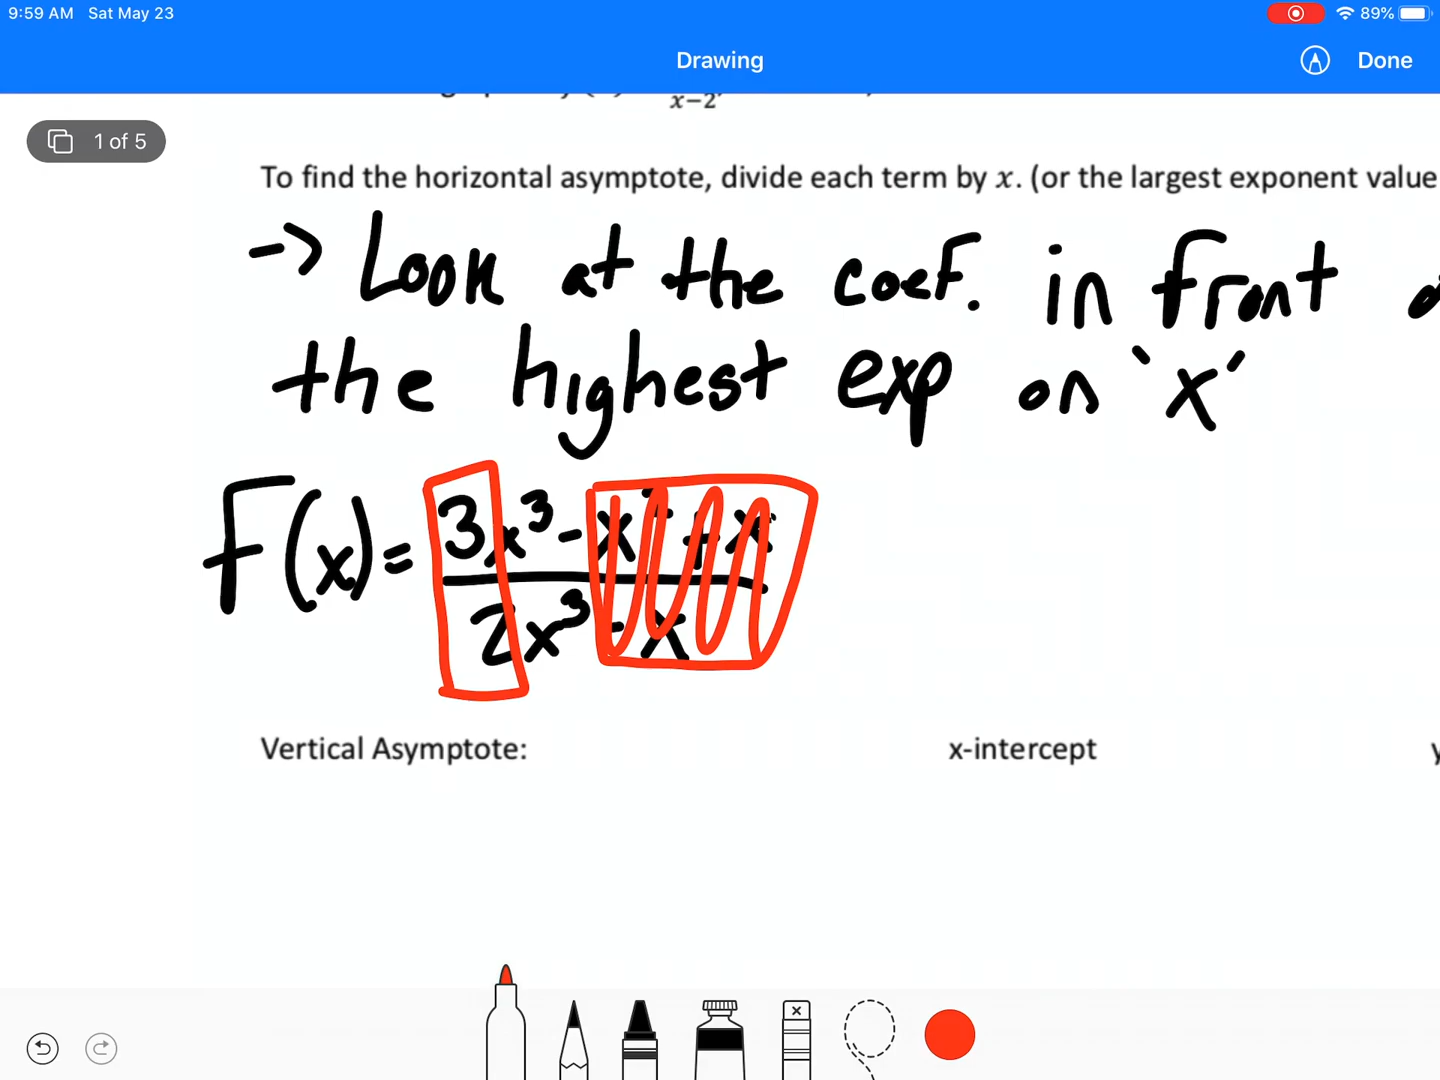 9:59 AM Sat May 23
89%
Drawing
Done
x−2
1 of 5
To find the horizontal asymptote, divide each term by x. (or the largest exponent value
-> Look at the coef. in front
the highest exp on 'x'
F(x)= 3x³ - x² + x
2x³ - x
Vertical Asymptote:
x-intercept